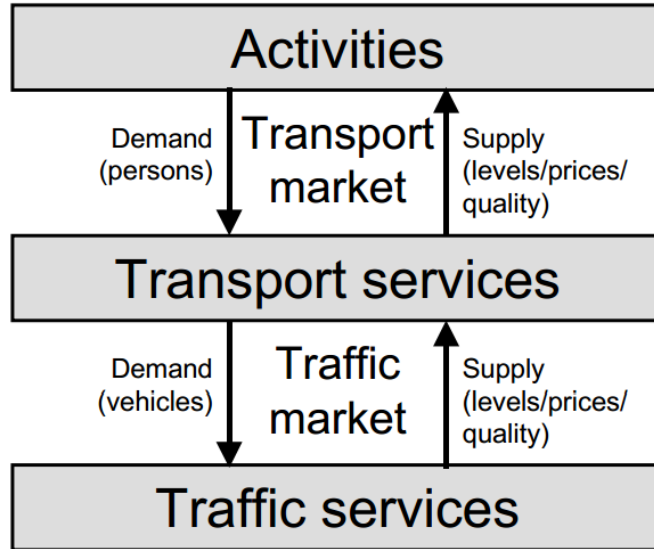 Activities
Demand
(persons)
Transport
market
Supply
(levels/prices/
quality)
Transport services
Demand
(vehicles)
Traffic
market
Supply
(levels/prices/
quality)
Traffic services